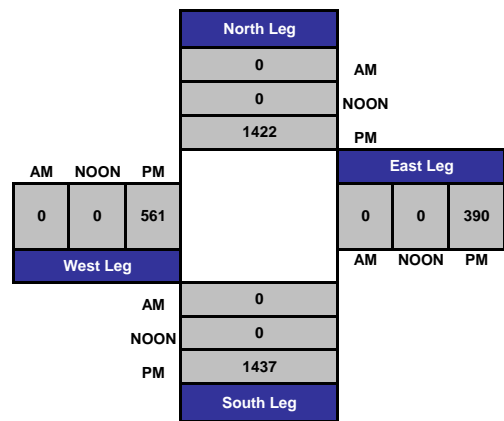 North Leg
0 AM
0 NOON
1422 PM
AM NOON PM
East Leg
0 0 561
0 0 390
West Leg
AM NOON PM
AM 0
NOON 0
PM 1437
South Leg